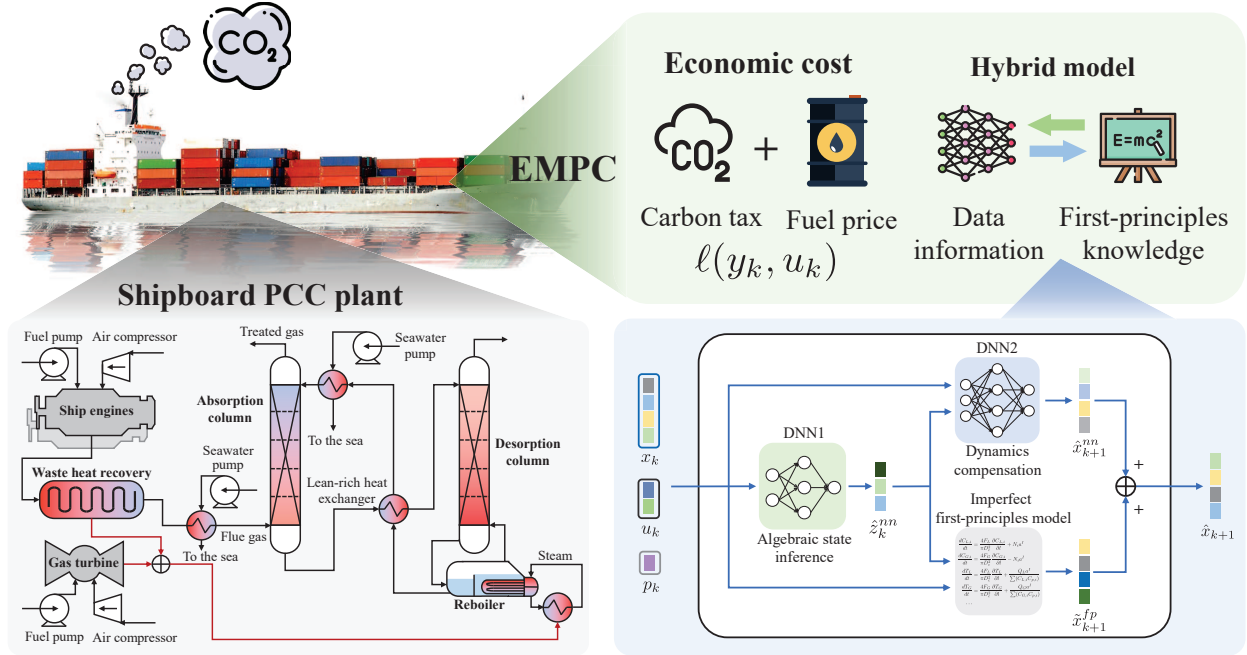 CO₂
EMPC
Economic cost
CO₂
+
Carbon tax
Fuel price
ℓ(y_k, u_k)
Hybrid model
E=mc²
Data
information
First-principles
knowledge
Shipboard PCC plant
Fuel pump
Air compressor
Ship engines
Waste heat recovery
Gas turbine
Fuel pump
Air compressor
Seawater
pump
To the sea
Flue gas
Treated gas
Absorption
column
Seawater
pump
To the sea
Lean-rich heat
exchanger
Desorption
column
Steam
Reboiler
x_k
u_k
p_k
DNN1
Algebraic state
inference
ẑ_k^{nn}
DNN2
Dynamics
compensation
Imperfect
first-principles model
x̂_{k+1}^{nn}
x̃_{k+1}^{fp}
+
+
x̂_{k+1}